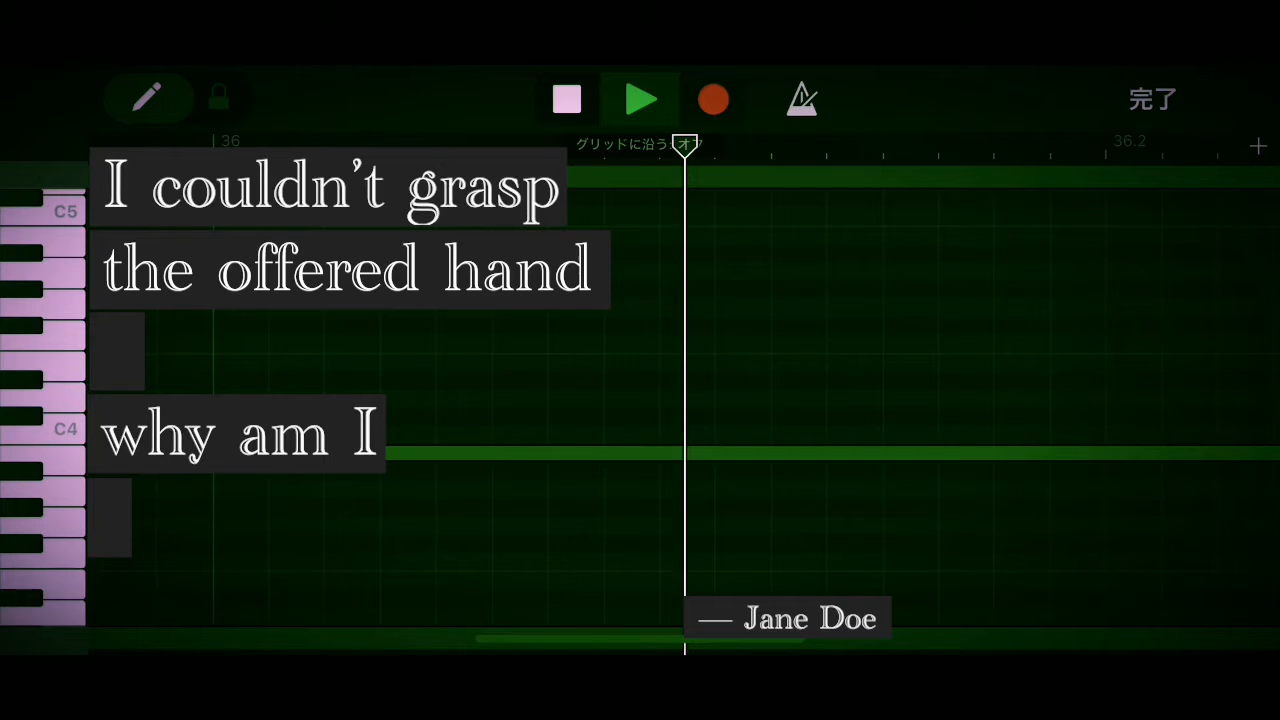 完了
36
グリッドに沿う: オフ
36.2
I couldn't grasp
C5
the offered hand
why am I
C4
— Jane Doe